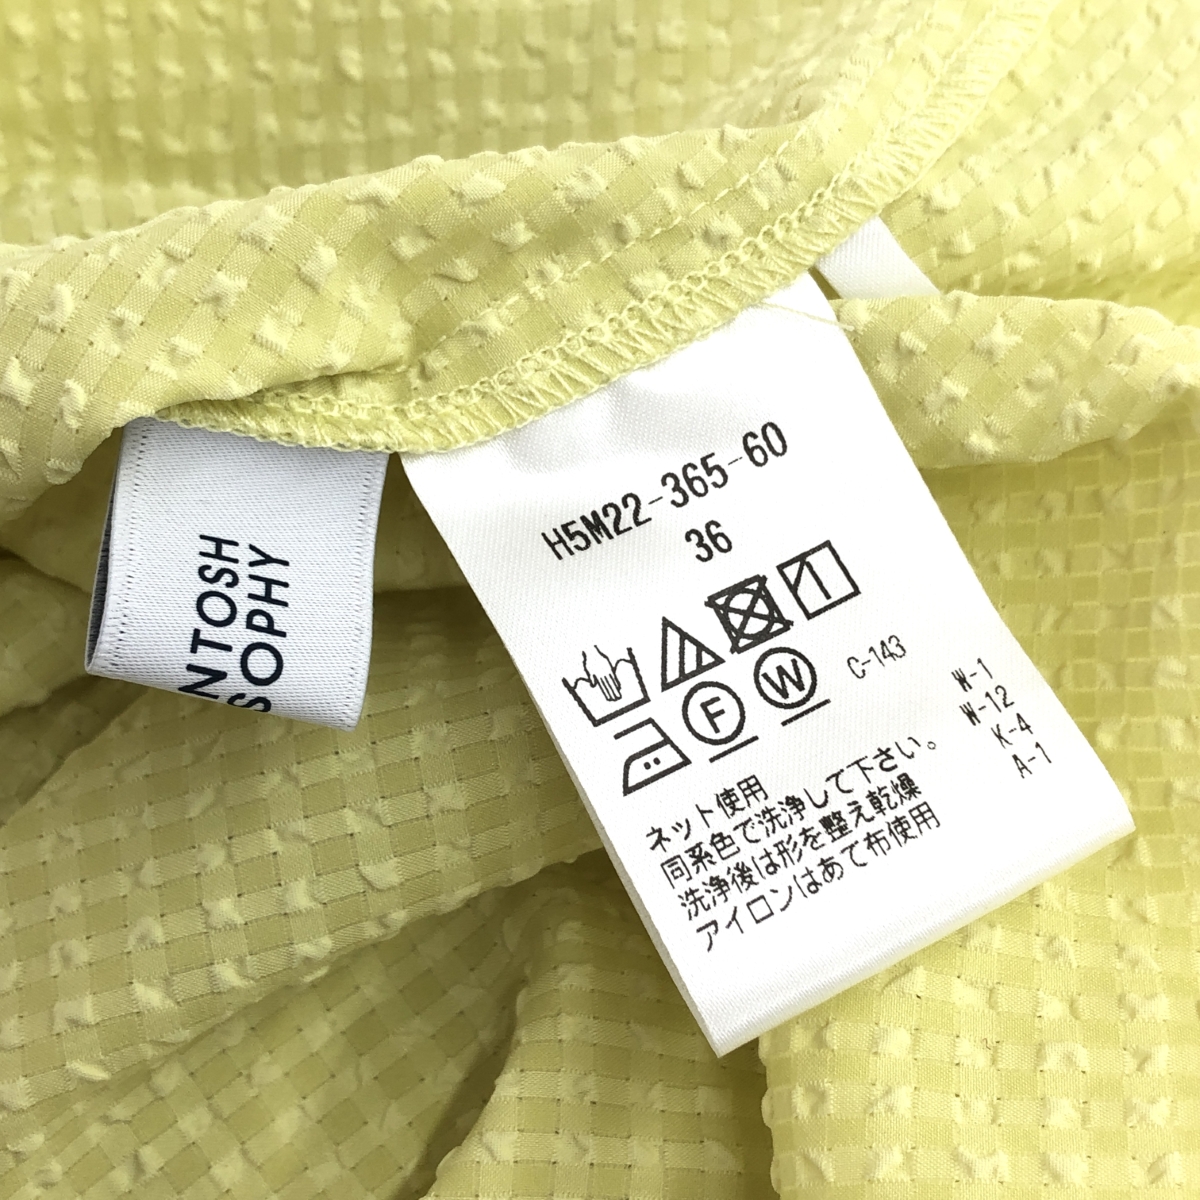 NTOSH
SOPHY
H5M22-365-60
36
F
W
C-143
W-1
W-12
K-4
A-1
ネット使用
同系色で洗浄して下さい。
洗浄後は形を整え乾燥
アイロンはあて布使用